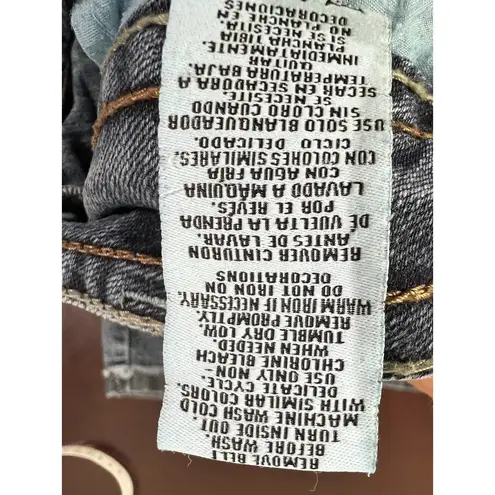 REMOVE BELT
BEFORE WASH.
TURN INSIDE OUT.
MACHINE WASH COLD
WITH SIMILAR COLORS.
DELICATE CYCLE.
USE ONLY NON-
CHLORINE BLEACH
WHEN NEEDED.
TUMBLE DRY LOW.
REMOVE PROMPTLY.
WARM IRON IF NECESSARY.
DO NOT IRON ON
DECORATIONS
REMOVER CINTURON
ANTES DE LAVAR.
DÉ VUELTA LA PRENDA
POR EL REVÉS.
LAVADO A MÁQUINA
CON AGUA FRÍA
CON COLORES SIMILARES.
CICLO DELICADO.
USE SOLO BLANQUEADOR
SIN CLORO CUANDO
SE NECESITE.
SECAR EN SECADORA A
TEMPERATURA BAJA.
QUITAR
INMEDIATAMENTE.
PLANCHA TIBIA
SI SE NECESITA
NO PLANCHE EN
DECORACIONES